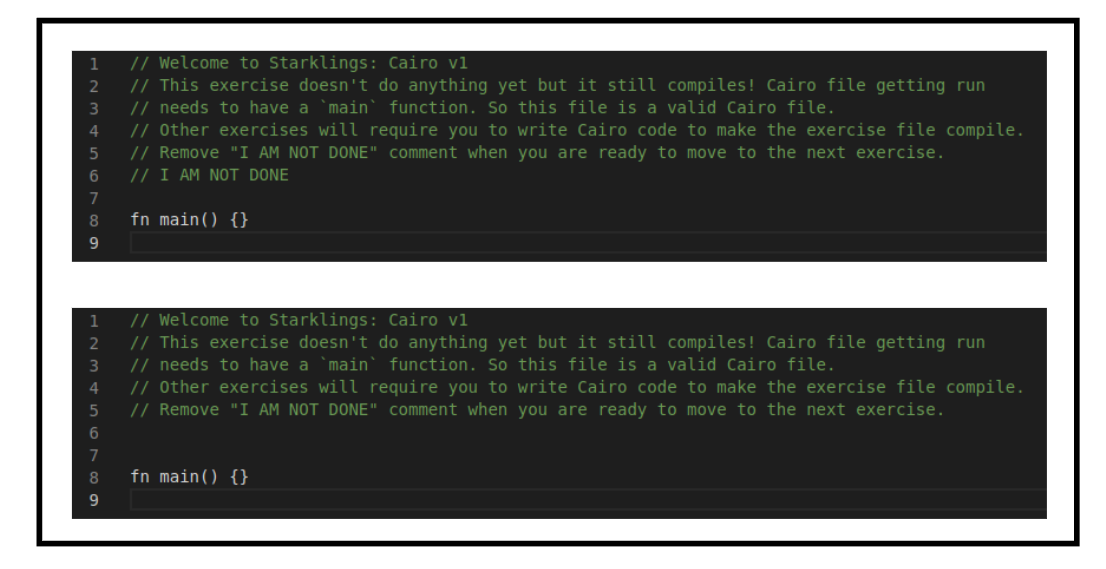 1 // Welcome to Starklings: Cairo v1
2 // This exercise doesn't do anything yet but it still compiles! Cairo file getting run
3 // needs to have a `main` function. So this file is a valid Cairo file.
4 // Other exercises will require you to write Cairo code to make the exercise file compile.
5 // Remove "I AM NOT DONE" comment when you are ready to move to the next exercise.
6 // I AM NOT DONE
7
8 fn main() {}
9
1 // Welcome to Starklings: Cairo v1
2 // This exercise doesn't do anything yet but it still compiles! Cairo file getting run
3 // needs to have a `main` function. So this file is a valid Cairo file.
4 // Other exercises will require you to write Cairo code to make the exercise file compile.
5 // Remove "I AM NOT DONE" comment when you are ready to move to the next exercise.
6
7
8 fn main() {}
9